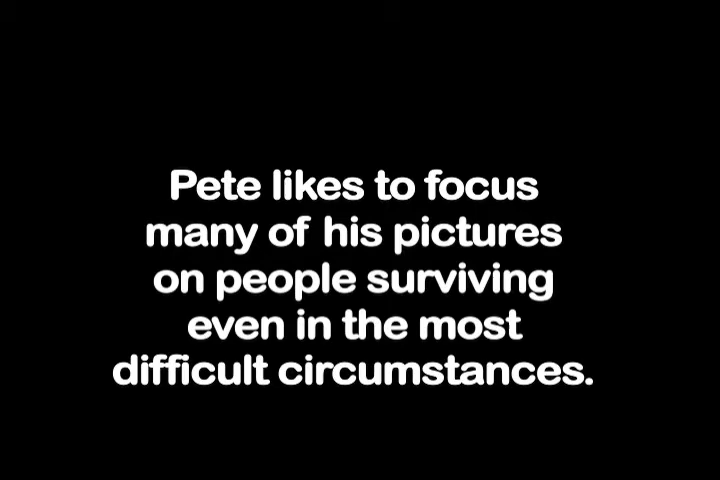 Pete likes to focus
many of his pictures
on people surviving
even in the most
difficult circumstances.